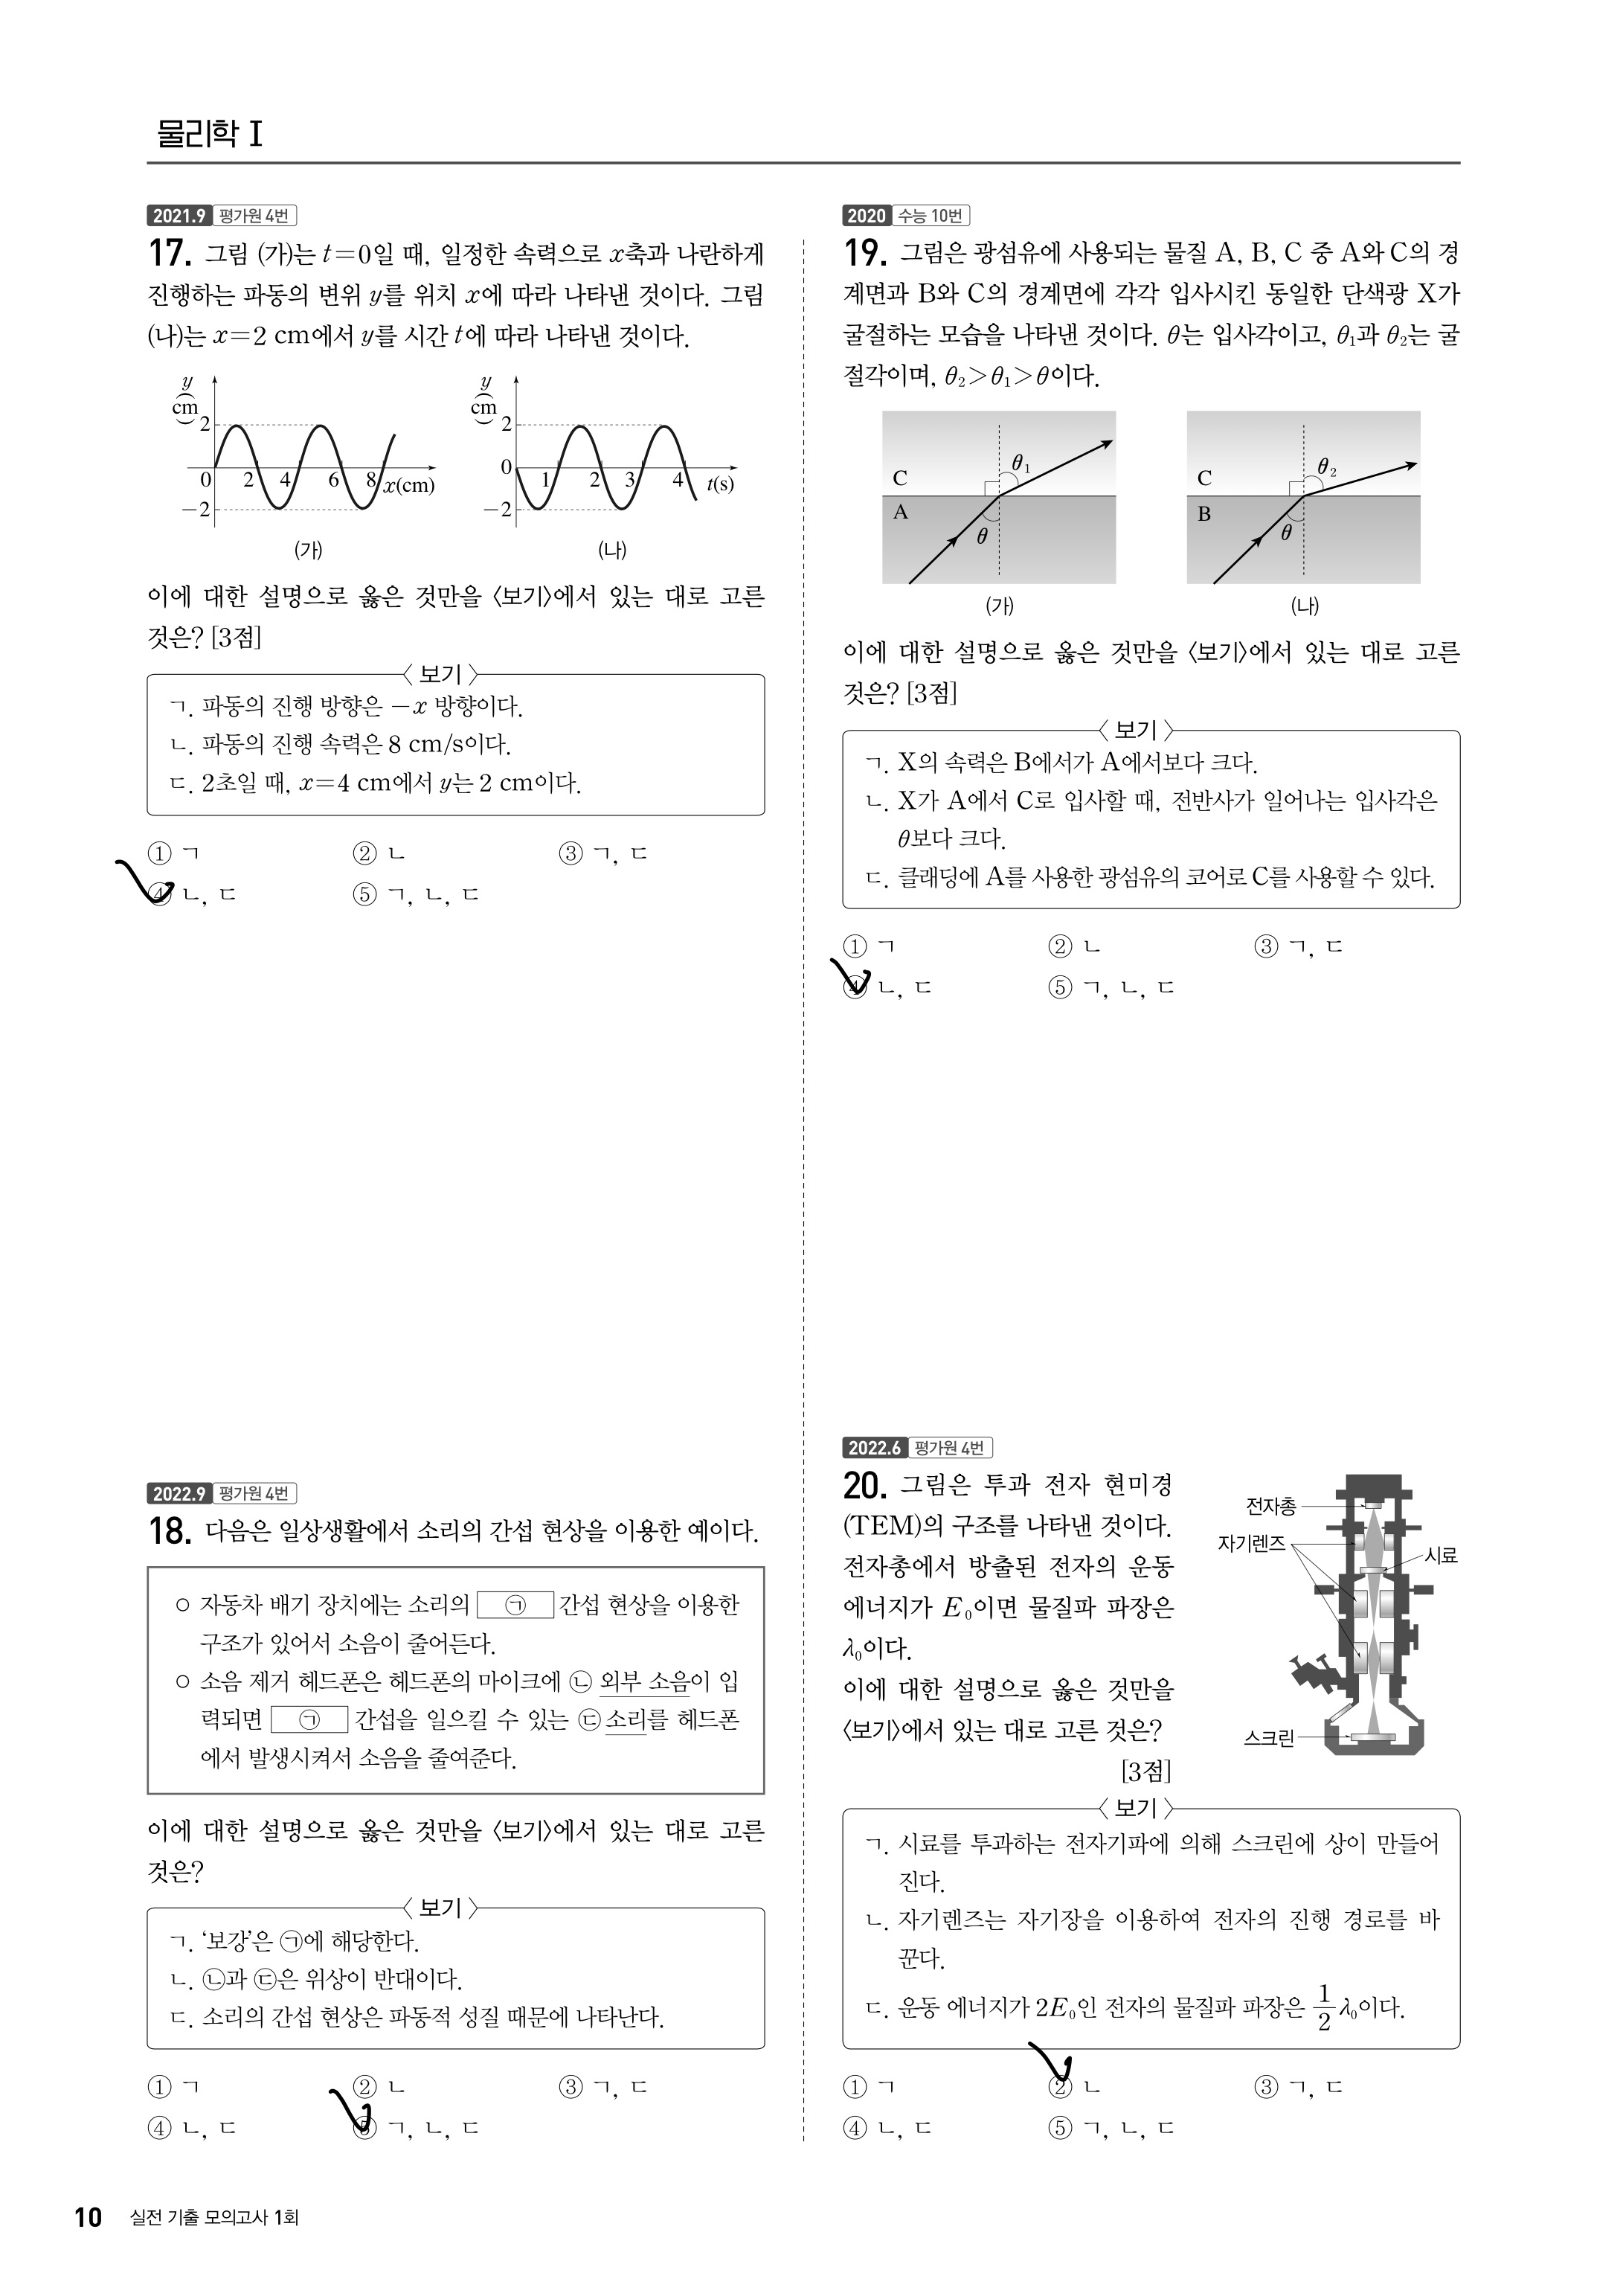 물리학 Ⅰ
2021.9 평가원 4번
17. 그림 (가)는 t=0일 때, 일정한 속력으로 x축과 나란하게
진행하는 파동의 변위 y를 위치 x에 따라 나타낸 것이다. 그림
(나)는 x=2 cm에서 y를 시간 t에 따라 나타낸 것이다.
y(cm) 2 0 −2 2 4 6 8 x(cm)
(가)
y(cm) 2 0 −2 1 2 3 4 t(s)
(나)
이에 대한 설명으로 옳은 것만을 〈보기〉에서 있는 대로 고른
것은? [3점]
〈보기〉
ㄱ. 파동의 진행 방향은 −x 방향이다.
ㄴ. 파동의 진행 속력은 8 cm/s이다.
ㄷ. 2초일 때, x=4 cm에서 y는 2 cm이다.
① ㄱ ② ㄴ ③ ㄱ, ㄷ
④ ㄴ, ㄷ ⑤ ㄱ, ㄴ, ㄷ
2022.9 평가원 4번
18. 다음은 일상생활에서 소리의 간섭 현상을 이용한 예이다.
○ 자동차 배기 장치에는 소리의 ㉠ 간섭 현상을 이용한
구조가 있어서 소음이 줄어든다.
○ 소음 제거 헤드폰은 헤드폰의 마이크에 ㉡ 외부 소음이 입
력되면 ㉠ 간섭을 일으킬 수 있는 ㉢ 소리를 헤드폰
에서 발생시켜서 소음을 줄여준다.
이에 대한 설명으로 옳은 것만을 〈보기〉에서 있는 대로 고른
것은?
〈보기〉
ㄱ. ‘보강’은 ㉠에 해당한다.
ㄴ. ㉡과 ㉢은 위상이 반대이다.
ㄷ. 소리의 간섭 현상은 파동적 성질 때문에 나타난다.
① ㄱ ② ㄴ ③ ㄱ, ㄷ
④ ㄴ, ㄷ ⑤ ㄱ, ㄴ, ㄷ
2020 수능 10번
19. 그림은 광섬유에 사용되는 물질 A, B, C 중 A와 C의 경
계면과 B와 C의 경계면에 각각 입사시킨 동일한 단색광 X가
굴절하는 모습을 나타낸 것이다. θ는 입사각이고, θ₁과 θ₂는 굴
절각이며, θ₂>θ₁>θ이다.
C A θ₁ θ
(가)
C B θ₂ θ
(나)
이에 대한 설명으로 옳은 것만을 〈보기〉에서 있는 대로 고른
것은? [3점]
〈보기〉
ㄱ. X의 속력은 B에서가 A에서보다 크다.
ㄴ. X가 A에서 C로 입사할 때, 전반사가 일어나는 입사각은
θ보다 크다.
ㄷ. 클래딩에 A를 사용한 광섬유의 코어로 C를 사용할 수 있다.
① ㄱ ② ㄴ ③ ㄱ, ㄷ
④ ㄴ, ㄷ ⑤ ㄱ, ㄴ, ㄷ
2022.6 평가원 4번
20. 그림은 투과 전자 현미경
(TEM)의 구조를 나타낸 것이다.
전자총에서 방출된 전자의 운동
에너지가 E₀이면 물질파 파장은
λ₀이다.
이에 대한 설명으로 옳은 것만을
〈보기〉에서 있는 대로 고른 것은?
[3점]
전자총
자기렌즈
시료
스크린
〈보기〉
ㄱ. 시료를 투과하는 전자기파에 의해 스크린에 상이 만들어
진다.
ㄴ. 자기렌즈는 자기장을 이용하여 전자의 진행 경로를 바
꾼다.
ㄷ. 운동 에너지가 2E₀인 전자의 물질파 파장은 1/2 λ₀이다.
① ㄱ ② ㄴ ③ ㄱ, ㄷ
④ ㄴ, ㄷ ⑤ ㄱ, ㄴ, ㄷ
10 실전 기출 모의고사 1회